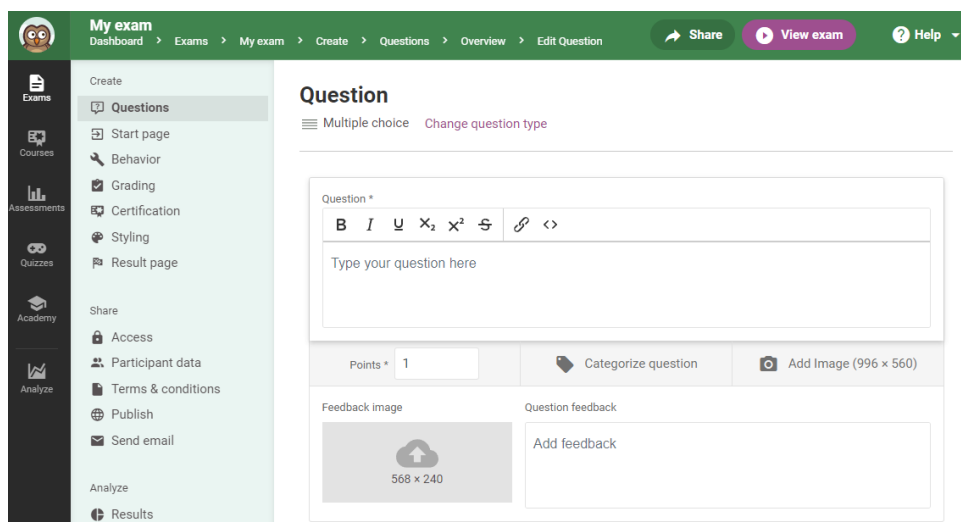 My exam
Dashboard > Exams > My exam > Create > Questions > Overview > Edit Question
Share
View exam
Help
Exams
Courses
Assessments
Quizzes
Academy
Analyze
Create
Questions
Start page
Behavior
Grading
Certification
Styling
Result page
Share
Access
Participant data
Terms & conditions
Publish
Send email
Analyze
Results
Question
Multiple choice Change question type
Question *
B I U X₂ X² S <>
Type your question here
Points * 1
Categorize question
Add Image (996 × 560)
Feedback image
568 × 240
Question feedback
Add feedback